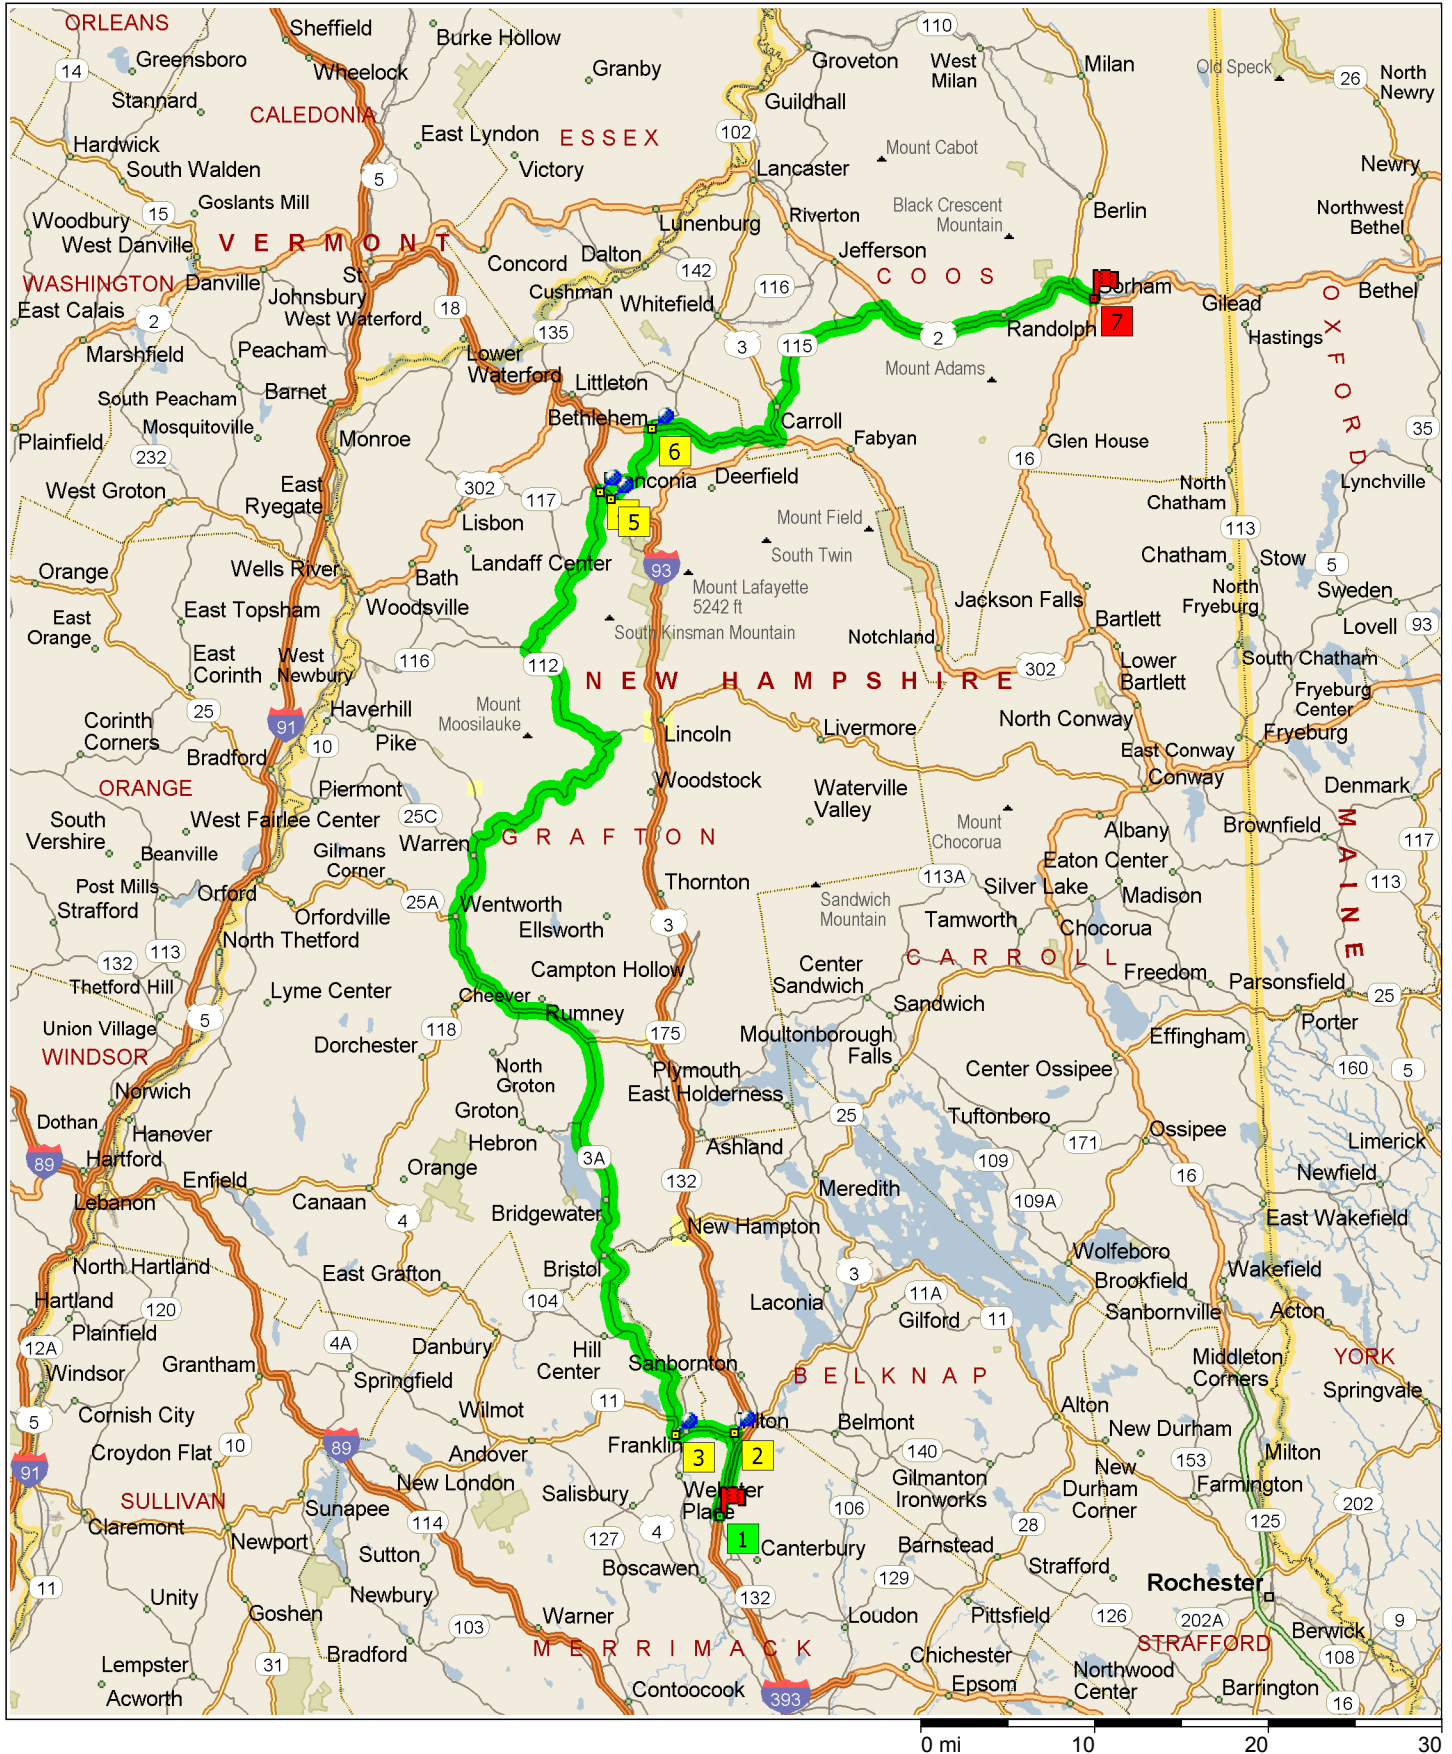 ORLEANS
Sheffield
Burke Hollow
110
Greensboro
Wheelock
Granby
Groveton
West
Milan
Milan
Old Speck
26
North
Newry
14
Stannard
CALEDONIA
Guildhall
East Lyndon
ESSEX
102
Hardwick
South Walden
Victory
Mount Cabot
Lancaster
Newry
5
Goslants Mill
15
Woodbury
West Danville
VERMONT
Lunenburg
Riverton
Black Crescent
Mountain
Berlin
Northwest
Bethel
Jefferson
Concord
Dalton
142
COOS
WASHINGTON
Danville
St
Johnsbury
Cushman
Whitefield
116
Gilead
Bethel
East Calais
2
West Waterford
18
135
Randolph
7
Hastings
OXFORD
Marshfield
Peacham
Lower
Waterford
3
115
2
Mount Adams
South Peacham
Barnet
Littleton
Mosquitoville
Bethlehem
Carroll
Plainfield
Monroe
6
Fabyan
Glen House
35
232
16
West Groton
East
Ryegate
302
117
Deerfield
North
Chatham
Lynchville
Lisbon
5
Mount Field
113
Landaff Center
93
South Twin
Chatham
Stow
5
Orange
Wells River
Bath
Mount Lafayette
5242 ft
North
Fryeburg
Sweden
East Topsham
Woodsville
Jackson Falls
East
Orange
South Kinsman Mountain
Notchland
Bartlett
Lovell
93
East
Corinth
West
Newbury
116
112
302
Lower
Bartlett
South Chatham
NEW HAMPSHIRE
Fryeburg
Center
25
Haverhill
Mount
Moosilauke
Corinth
Corners
91
10
Pike
Lincoln
Livermore
North Conway
Fryeburg
Bradford
East Conway
ORANGE
Piermont
Woodstock
Waterville
Valley
Conway
Denmark
South
Vershire
West Fairlee Center
25C
Warren
GRAFTON
Mount
Chocorua
Albany
Brownfield
MAINE
117
Beanville
Gilmans
Corner
Eaton Center
Post Mills
Orford
Thornton
113A
Silver Lake
Madison
113
Strafford
Orfordville
25A
Wentworth
Ellsworth
3
Sandwich
Mountain
Tamworth
Chocorua
North Thetford
113
132
CARROLL
Campton Hollow
Center
Sandwich
Freedom
Parsonsfield
25
Thetford Hill
Lyme Center
Cheever
Sandwich
Union Village
5
Rumney
Porter
WINDSOR
118
Dorchester
175
Moultonborough
Falls
Effingham
North
Groton
Plymouth
Center Ossipee
160
5
Norwich
East Holderness
Groton
25
Tuftonboro
Dothan
Hanover
Hebron
Ossipee
Limerick
89
Hartford
3A
Ashland
171
Orange
109
16
Newfield
Lebanon
Enfield
Canaan
132
Meredith
109A
4
Bridgewater
New Hampton
East Wakefield
North Hartland
Wolfeboro
East Grafton
Bristol
3
Brookfield
Wakefield
Hartland
120
104
Laconia
11A
Gilford
11
Sanbornville
Acton
Plainfield
Danbury
12A
4A
Hill
Center
Middleton
Corners
YORK
Windsor
Grantham
Springfield
Sanbornton
BELKNAP
Springvale
Cornish City
5
11
Wilmot
Belmont
Alton
10
89
Franklin
Croydon Flat
Andover
3
2
140
New Durham
Milton
91
New London
153
Webster
Place
Gilmanton
Ironworks
New
Durham
Corner
Farmington
SULLIVAN
Sunapee
Salisbury
106
202
Claremont
114
127
4
1
Canterbury
28
125
Newport
Sutton
Barnstead
Strafford
Boscawen
11
Newbury
132
129
Rochester
Unity
Goshen
Warner
Loudon
Pittsfield
126
202A
9
103
STRAFFORD
Berwick
Bradford
MERRIMACK
108
Lempster
31
Chichester
Northwood
Center
Acworth
Contoocook
393
Epsom
Barrington
16
0 mi
10
20
30